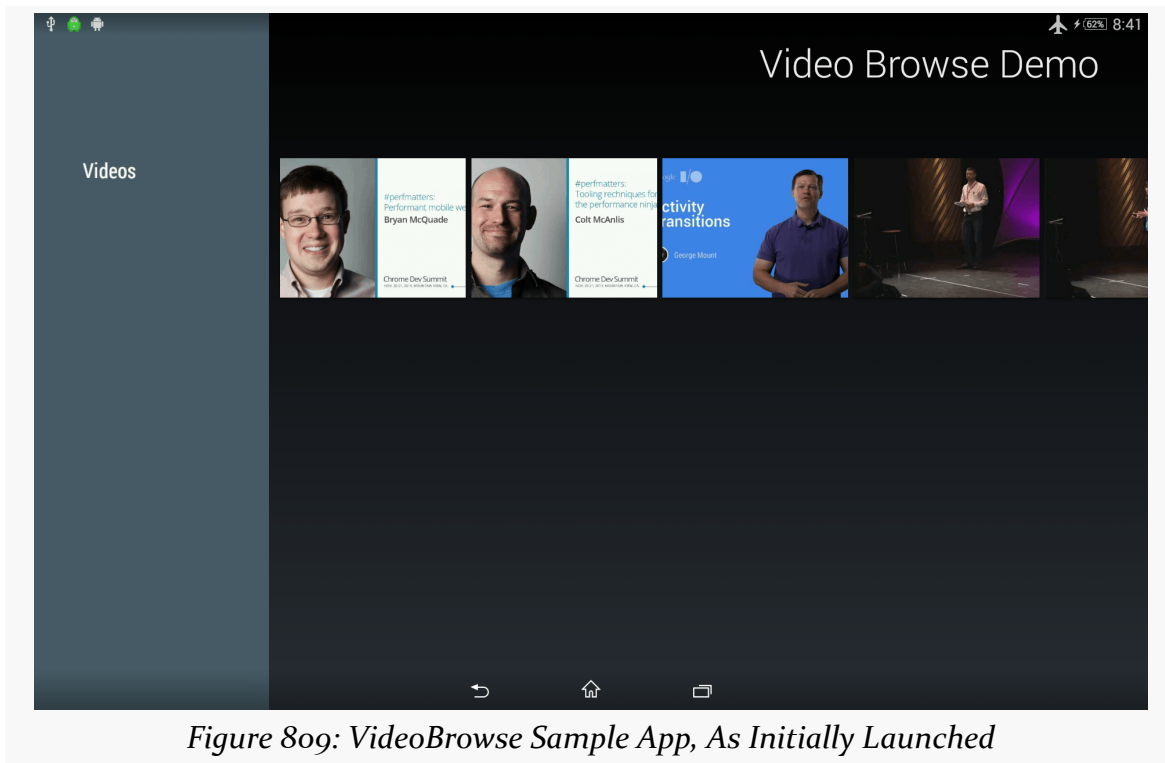 62% 8:41
Video Browse Demo
Videos
#perfmatters:
Performant mobile we
Bryan McQuade
Chrome Dev Summit
#perfmatters:
Tooling techniques for
the performance ninja
Colt McAnlis
Chrome Dev Summit
ogle I/O
ctivity
ransitions
George Mount
Figure 809: VideoBrowse Sample App, As Initially Launched